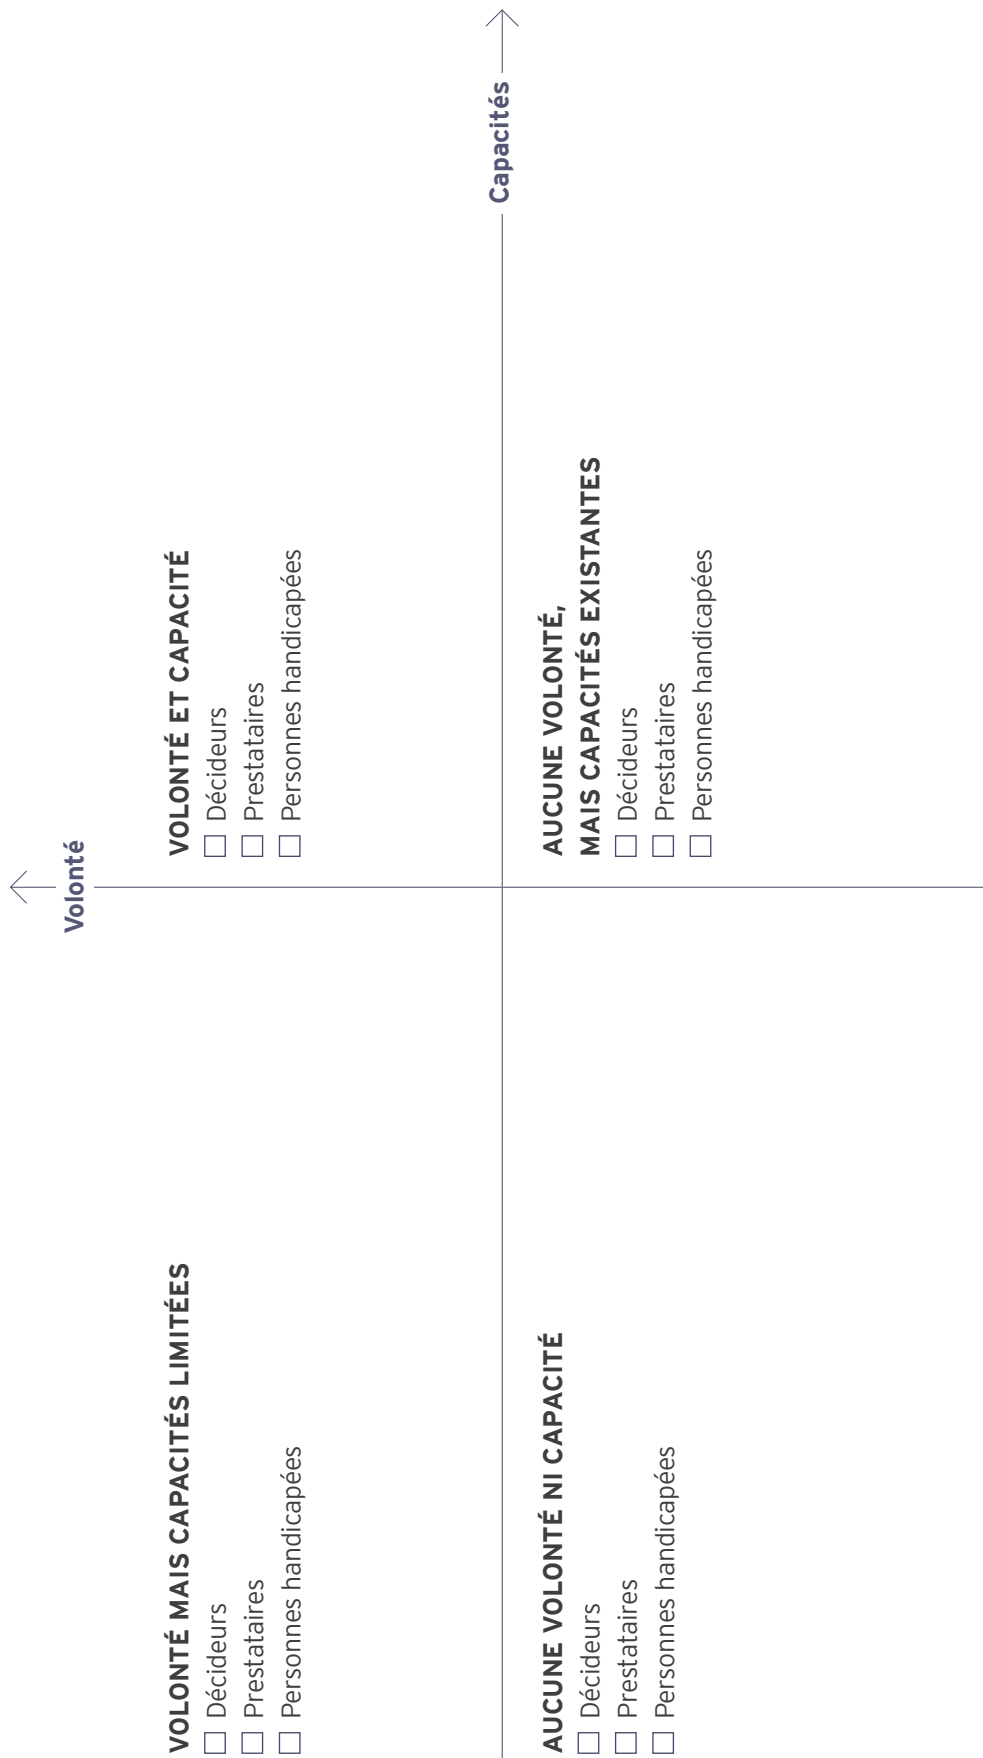 Volonté
VOLONTÉ MAIS CAPACITÉS LIMITÉES
☐ Décideurs
☐ Prestataires
☐ Personnes handicapées
VOLONTÉ ET CAPACITÉ
☐ Décideurs
☐ Prestataires
☐ Personnes handicapées
Capacités
AUCUNE VOLONTÉ NI CAPACITÉ
☐ Décideurs
☐ Prestataires
☐ Personnes handicapées
AUCUNE VOLONTÉ,
MAIS CAPACITÉS EXISTANTES
☐ Décideurs
☐ Prestataires
☐ Personnes handicapées